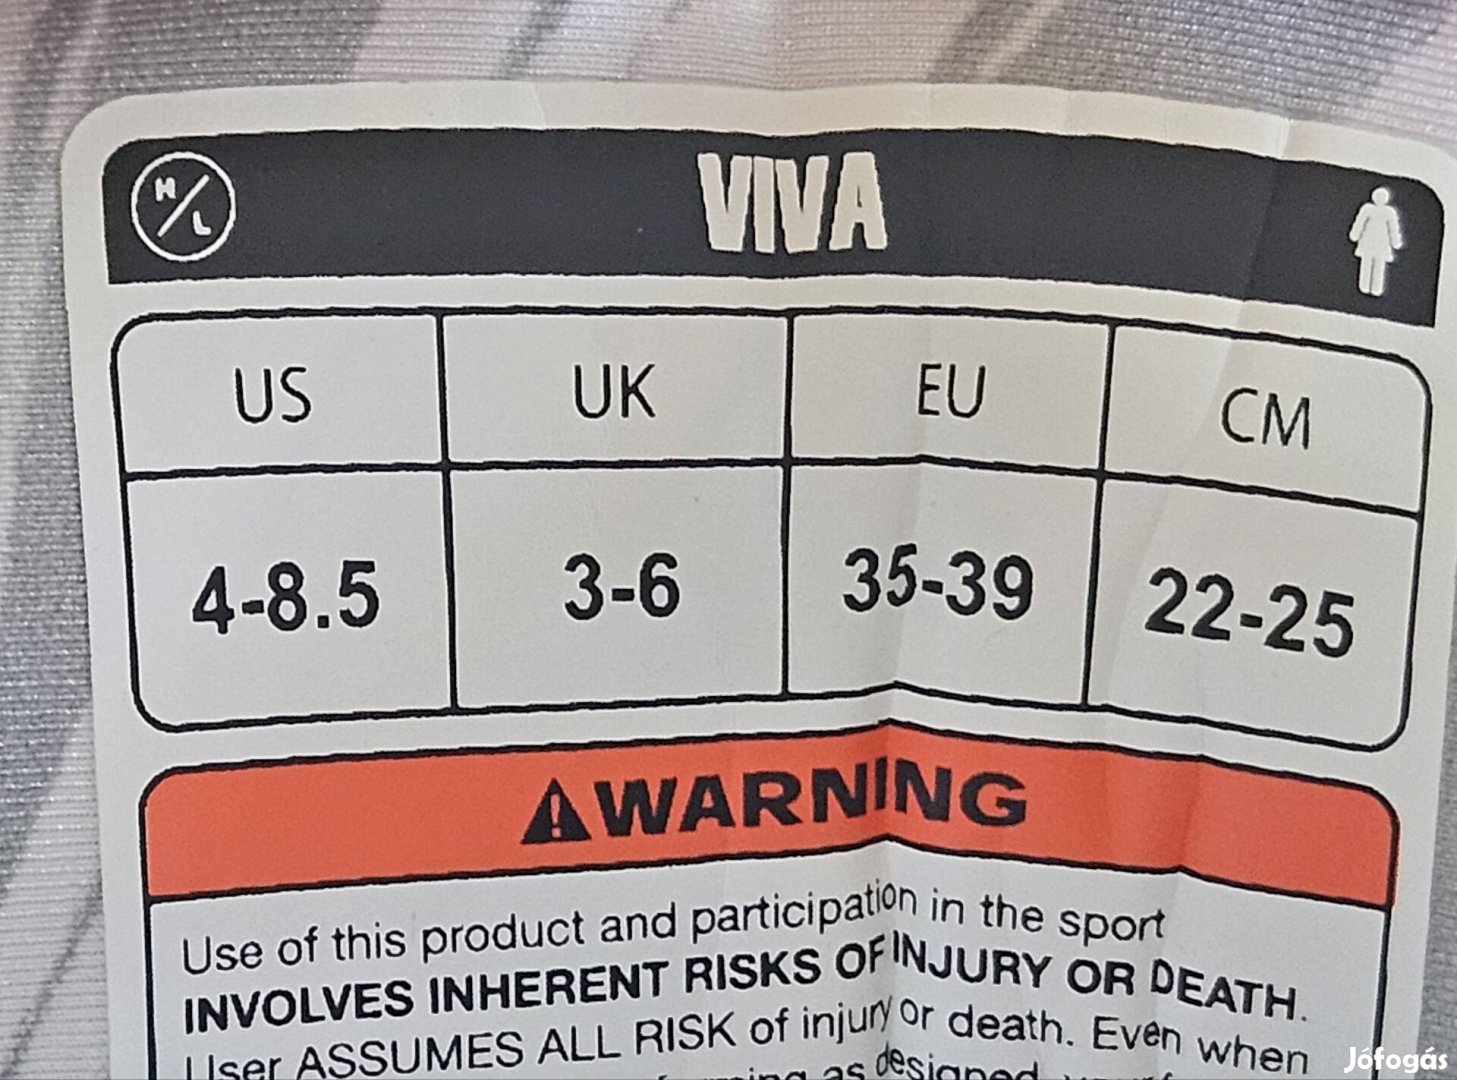 H/L
VIVA
US UK EU CM
4-8.5 3-6 35-39 22-25
WARNING
Use of this product and participation in the sport
INVOLVES INHERENT RISKS OF INJURY OR DEATH.
User ASSUMES ALL RISK of injury or death. Even when
as designed,
Jófogás